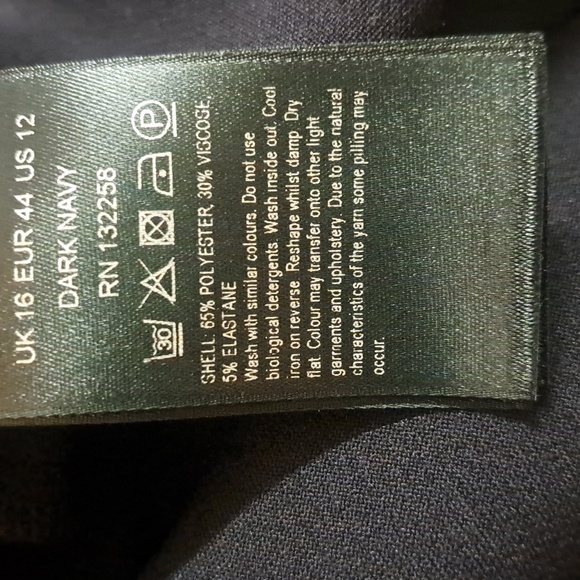 UK 16 EUR 44 US 12
DARK NAVY
RN 132258
30 P
SHELL: 65% POLYESTER, 30% VISCOSE,
5% ELASTANE
Wash with similar colours. Do not use
biological detergents. Wash inside out. Cool
iron on reverse. Reshape whilst damp. Dry
flat. Colour may transfer onto other light
garments and upholstery. Due to the natural
characteristics of the yarn some pilling may
occur.